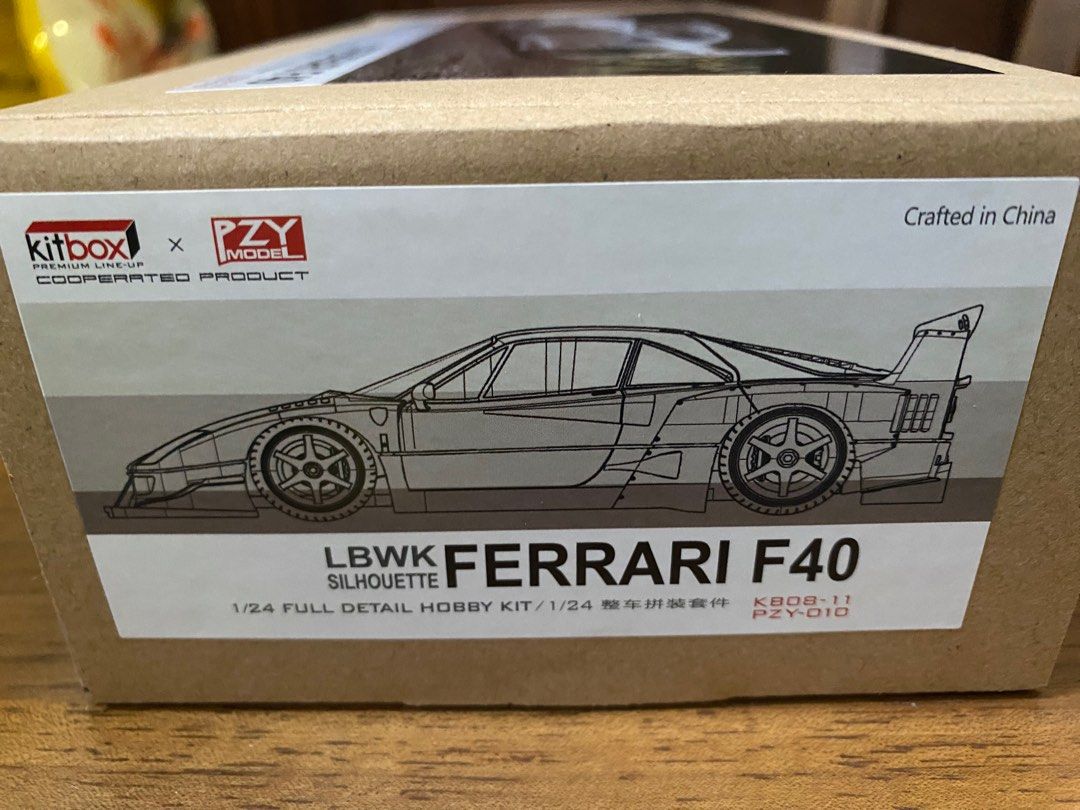 kitbox × PZY MODEL
PREMIUM LINE-UP
COOPERATED PRODUCT
Crafted in China
LBWK SILHOUETTE FERRARI F40
1/24 FULL DETAIL HOBBY KIT/1/24 整车拼装套件
K808-11
PZY-010